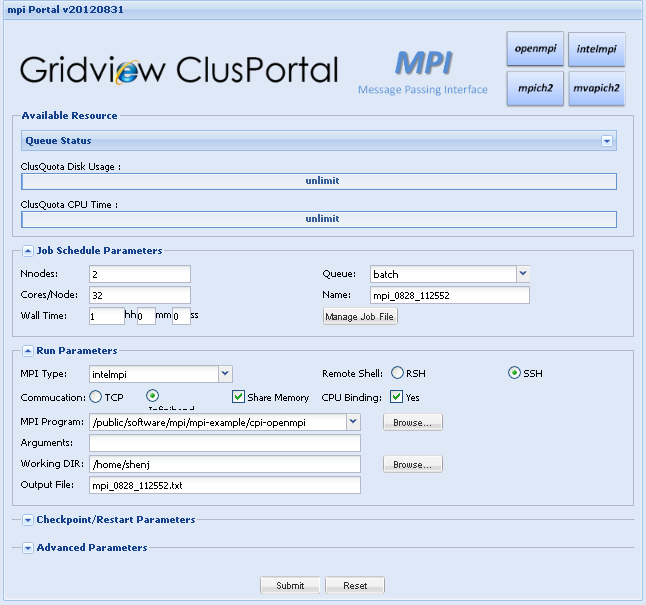 mpi Portal v20120831
Gridview ClusPortal
MPI
Message Passing Interface
openmpi
intelmpi
mpich2
mvapich2
Available Resource
Queue Status
ClusQuota Disk Usage :
unlimit
ClusQuota CPU Time :
unlimit
Job Schedule Parameters
Nnodes: 2 Queue: batch
Cores/Node: 32 Name: mpi_0828_112552
Wall Time: 1 hh 0 mm 0 ss Manage Job File
Run Parameters
MPI Type: intelmpi Remote Shell: RSH SSH
Commucation: TCP Infiniband Share Memory CPU Binding: Yes
MPI Program: /public/software/mpi/mpi-example/cpi-openmpi Browse...
Arguments:
Working DIR: /home/shenj Browse...
Output File: mpi_0828_112552.txt
Checkpoint/Restart Parameters
Advanced Parameters
Submit Reset